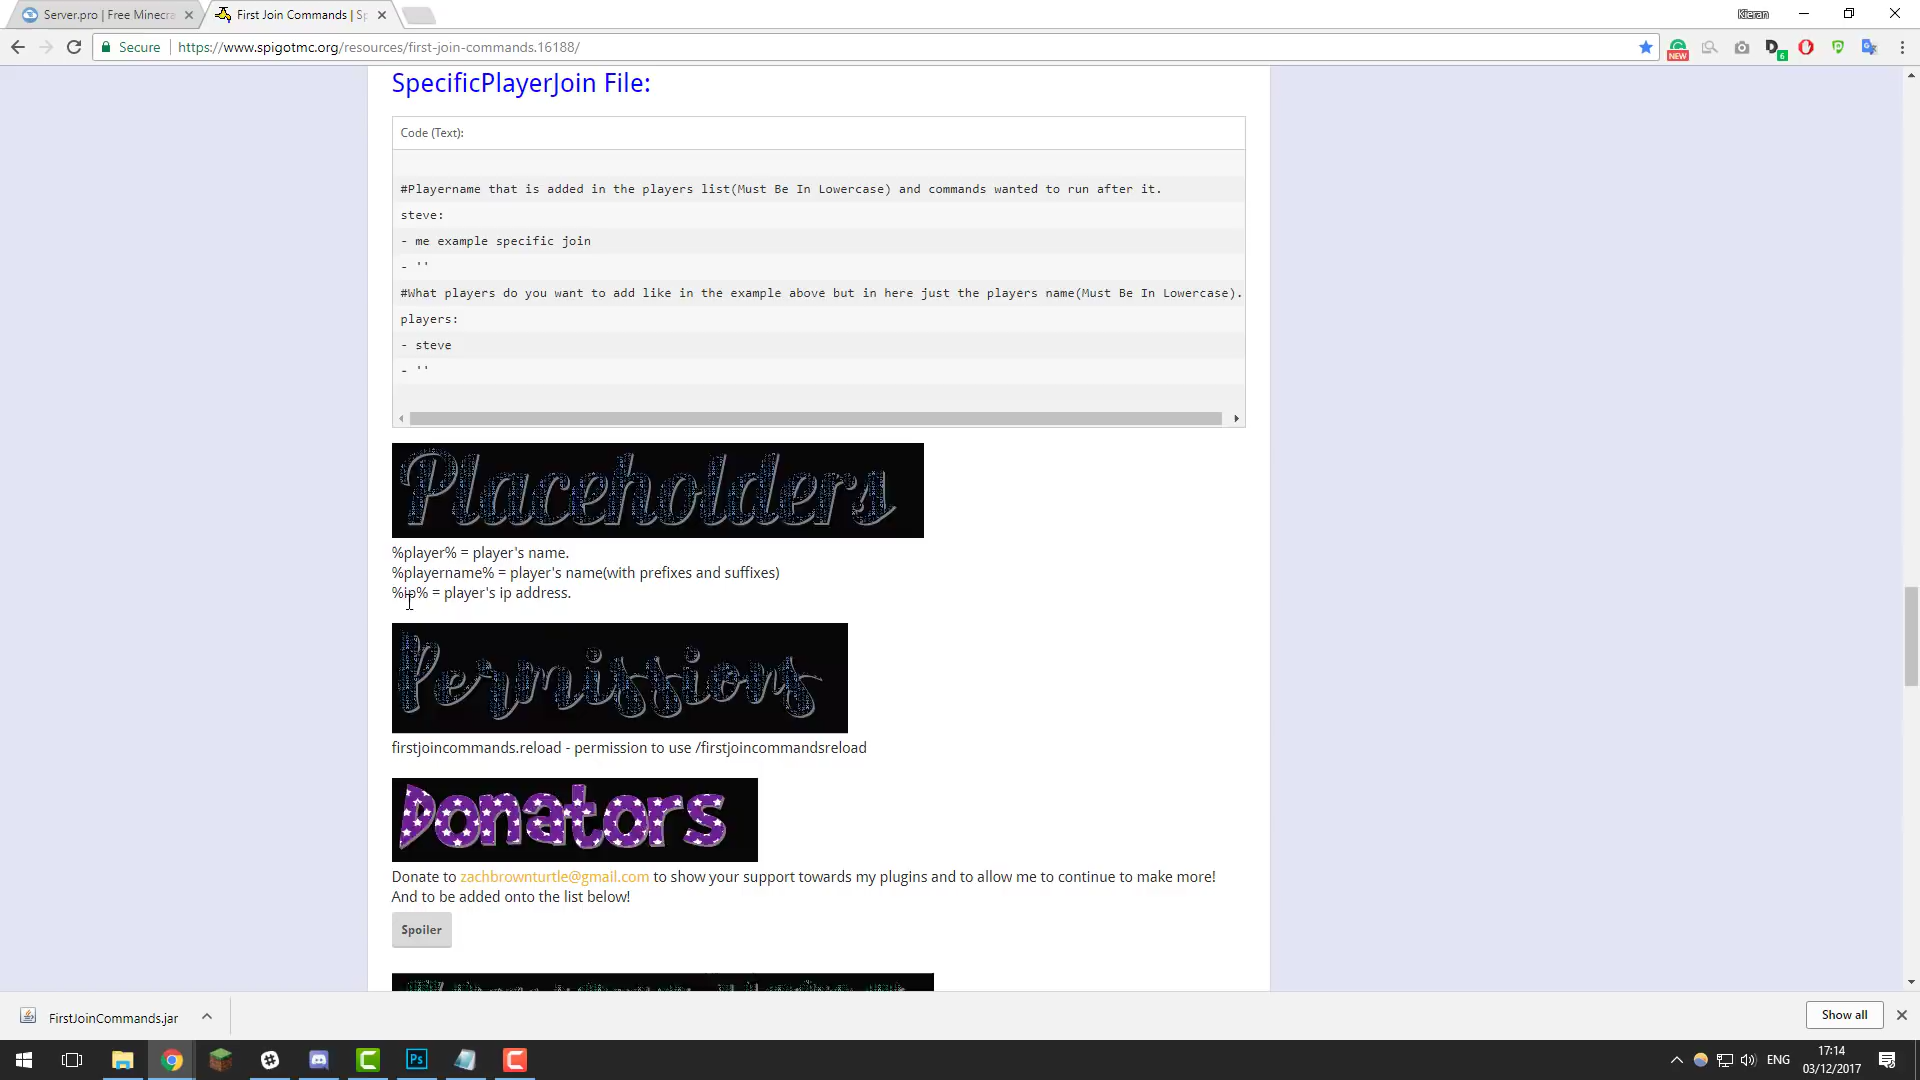 Server.pro | Free Minecra
First Join Commands | Sp
Kieran
Secure
https://www.spigotmc.org/resources/first-join-commands.16188/
NEW
6
SpecificPlayerJoin File:
Code (Text):
#Playername that is added in the players list(Must Be In Lowercase) and commands wanted to run after it.
steve:
- me example specific join
- ''
#What players do you want to add like in the example above but in here just the players name(Must Be In Lowercase).
players:
- steve
- ''
Placeholders
%player% = player's name.
%playername% = player's name(with prefixes and suffixes)
%ip% = player's ip address.
Permissions
firstjoincommands.reload - permission to use /firstjoincommandsreload
Donators
Donate to zachbrownturtle@gmail.com to show your support towards my plugins and to allow me to continue to make more!
And to be added onto the list below!
Spoiler
FirstJoinCommands.jar
Show all
Ps
ENG
17:14
03/12/2017